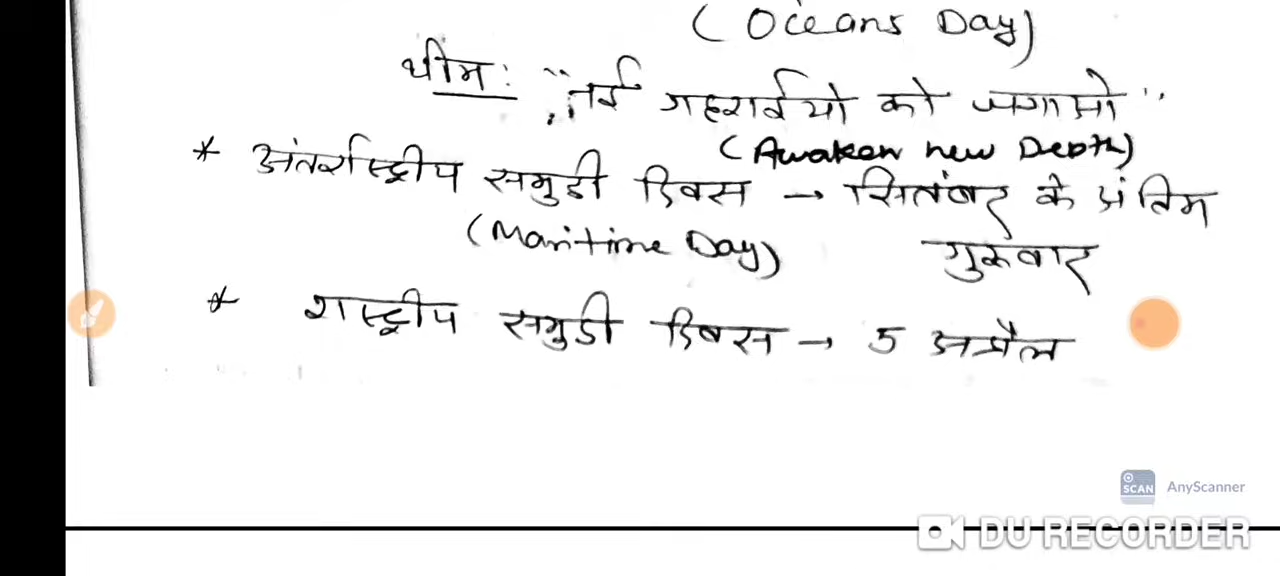 (Oceans Day)
थीम: "नई गहराईयो को जगाओ"
(Awaken new Depth)
* अंतर्राष्ट्रीय समुद्री दिवस → सितंबर के अंतिम
(Maritime Day) गुरुवार
* राष्ट्रीय समुद्री दिवस → 5 अप्रैल
SCAN AnyScanner
DU RECORDER